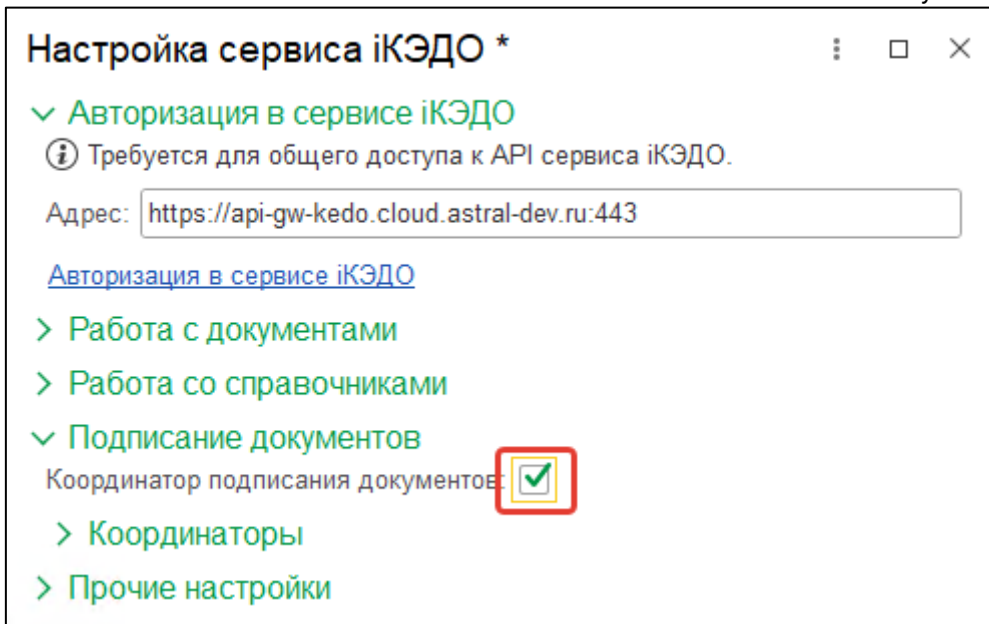 Настройка сервиса iКЭДО *
Авторизация в сервисе iКЭДО
Требуется для общего доступа к API сервиса iКЭДО.
Адрес: https://api-gw-kedo.cloud.astral-dev.ru:443
Авторизация в сервисе iКЭДО
Работа с документами
Работа со справочниками
Подписание документов
Координатор подписания документов:
Координаторы
Прочие настройки